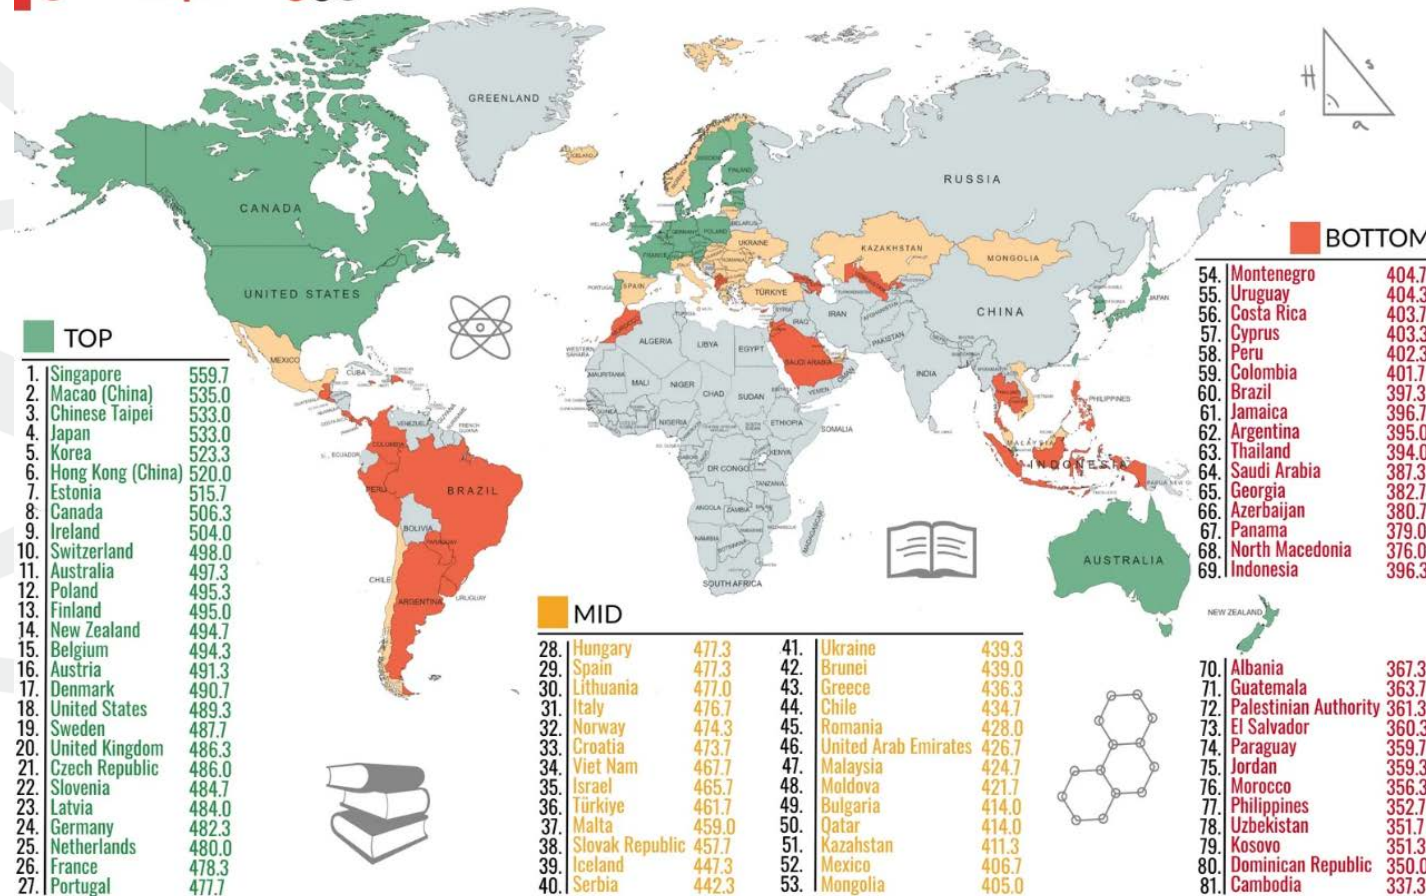 GREENLAND
RUSSIA
CANADA
UNITED STATES
MEXICO
CUBA
ICELAND
IRELAND
SWEDEN
FINLAND
GERMANY
POLAND
BELARUS
UKRAINE
FRANCE
ROMANIA
PORTUGAL
SPAIN
TÜRKIYE
KAZAKHSTAN
MONGOLIA
CHINA
JAPAN
SYRIA
IRAQ
IRAN
AFGHANISTAN
PAKISTAN
INDIA
SAUDI ARABIA
YEMEN
OMAN
WESTERN SAHARA
MOROCCO
ALGERIA
TUNISIA
LIBYA
EGYPT
MAURITANIA
MALI
NIGER
CHAD
SUDAN
NIGERIA
ETHIOPIA
SOMALIA
KENYA
DR CONGO
TANZANIA
ANGOLA
ZAMBIA
NAMIBIA
BOTSWANA
MADAGASCAR
SOUTH AFRICA
VENEZUELA
GUYANA
FRENCH GUIANA
COLOMBIA
ECUADOR
PERU
BRAZIL
BOLIVIA
PARAGUAY
CHILE
ARGENTINA
URUGUAY
PHILIPPINES
MALAYSIA
INDONESIA
AUSTRALIA
NEW ZEALAND
H
s
a
TOP
1. Singapore 559.7
2. Macao (China) 535.0
3. Chinese Taipei 533.0
4. Japan 533.0
5. Korea 523.3
6. Hong Kong (China) 520.0
7. Estonia 515.7
8. Canada 506.3
9. Ireland 504.0
10. Switzerland 498.0
11. Australia 497.3
12. Poland 495.3
13. Finland 495.0
14. New Zealand 494.7
15. Belgium 494.3
16. Austria 491.3
17. Denmark 490.7
18. United States 489.3
19. Sweden 487.7
20. United Kingdom 486.3
21. Czech Republic 486.0
22. Slovenia 484.7
23. Latvia 484.0
24. Germany 482.3
25. Netherlands 480.0
26. France 478.3
27. Portugal 477.7
MID
28. Hungary 477.3
29. Spain 477.3
30. Lithuania 477.0
31. Italy 476.7
32. Norway 474.3
33. Croatia 473.7
34. Viet Nam 467.7
35. Israel 465.7
36. Türkiye 461.7
37. Malta 459.0
38. Slovak Republic 457.7
39. Iceland 447.3
40. Serbia 442.3
41. Ukraine 439.3
42. Brunei 439.0
43. Greece 436.3
44. Chile 434.7
45. Romania 428.0
46. United Arab Emirates 426.7
47. Malaysia 424.7
48. Moldova 421.7
49. Bulgaria 414.0
50. Qatar 414.0
51. Kazahstan 411.3
52. Mexico 406.7
53. Mongolia 405.0
BOTTOM
54. Montenegro 404.7
55. Uruguay 404.3
56. Costa Rica 403.7
57. Cyprus 403.3
58. Peru 402.3
59. Colombia 401.7
60. Brazil 397.3
61. Jamaica 396.7
62. Argentina 395.0
63. Thailand 394.0
64. Saudi Arabia 387.3
65. Georgia 382.7
66. Azerbaijan 380.7
67. Panama 379.0
68. North Macedonia 376.0
69. Indonesia 396.3
70. Albania 367.3
71. Guatemala 363.7
72. Palestinian Authority 361.3
73. El Salvador 360.3
74. Paraguay 359.7
75. Jordan 359.3
76. Morocco 356.3
77. Philippines 352.7
78. Uzbekistan 351.7
79. Kosovo 351.3
80. Dominican Republic 350.0
81. Cambodia 337.3